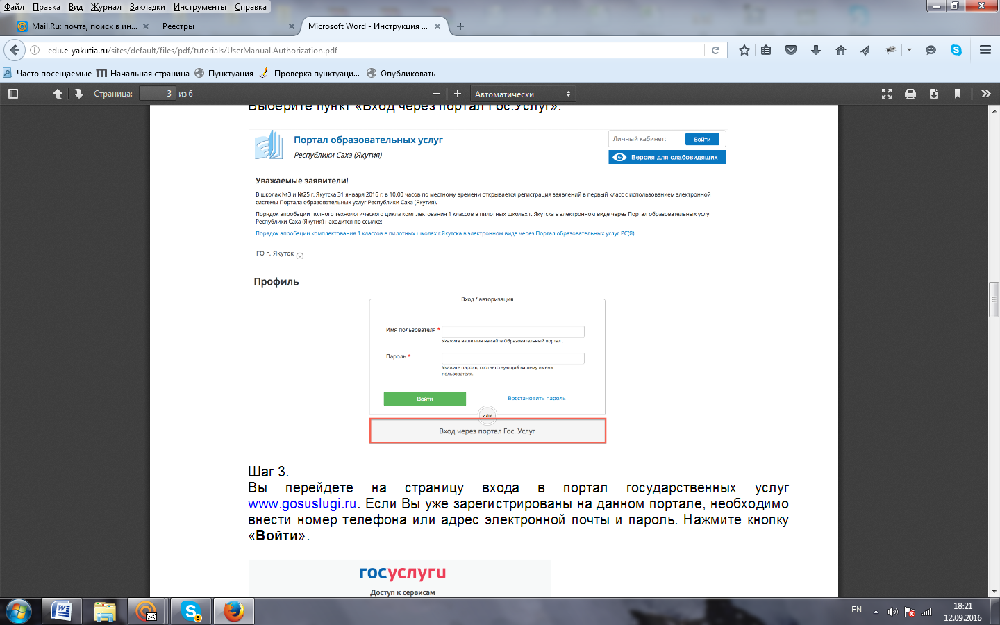 Файл Правка Вид Журнал Закладки Инструменты Справка
Mail.Ru: почта, поиск в ин...
Реестры
Microsoft Word - Инструкция ...
edu.e-yakutia.ru/sites/default/files/pdf/tutorials/UserManual.Authorization.pdf
Часто посещаемые
Начальная страница
Пунктуация
Проверка пунктуаци...
Опубликовать
Страница: 3 из 6
Автоматически
Выберите пункт «Вход через портал Гос.Услуг».
Портал образовательных услуг
Республики Саха (Якутия)
Личный кабинет:
Войти
Версия для слабовидящих
Уважаемые заявители!
В школах №3 и №25 г. Якутска 31 января 2016 г. в 10.00 часов по местному времени открывается регистрация заявлений в первый класс с использованием электронной
системы Портала образовательных услуг Республики Саха (Якутия).
Порядок апробации полного технологического цикла комплектования 1 классов в пилотных школах г. Якутска в электронном виде через Портал образовательных услуг
Республики Саха (Якутия) находится по ссылке:
Порядок апробации комплектования 1 классов в пилотных школах г.Якутска в электронном виде через Портал образовательных услуг РС(Я)
ГО г. Якутск
Профиль
Вход / авторизация
Имя пользователя *
Укажите ваше имя на сайте Образовательный портал .
Пароль *
Укажите пароль, соответствующий вашему имени
пользователя.
Войти
Восстановить пароль
или
Вход через портал Гос. Услуг
Шаг 3.
Вы перейдете на страницу входа в портал государственных услуг
www.gosuslugi.ru. Если Вы уже зарегистрированы на данном портале, необходимо
внести номер телефона или адрес электронной почты и пароль. Нажмите кнопку
«Войти».
госуслуги
Доступ к сервисам
3
EN
18:21
12.09.2016